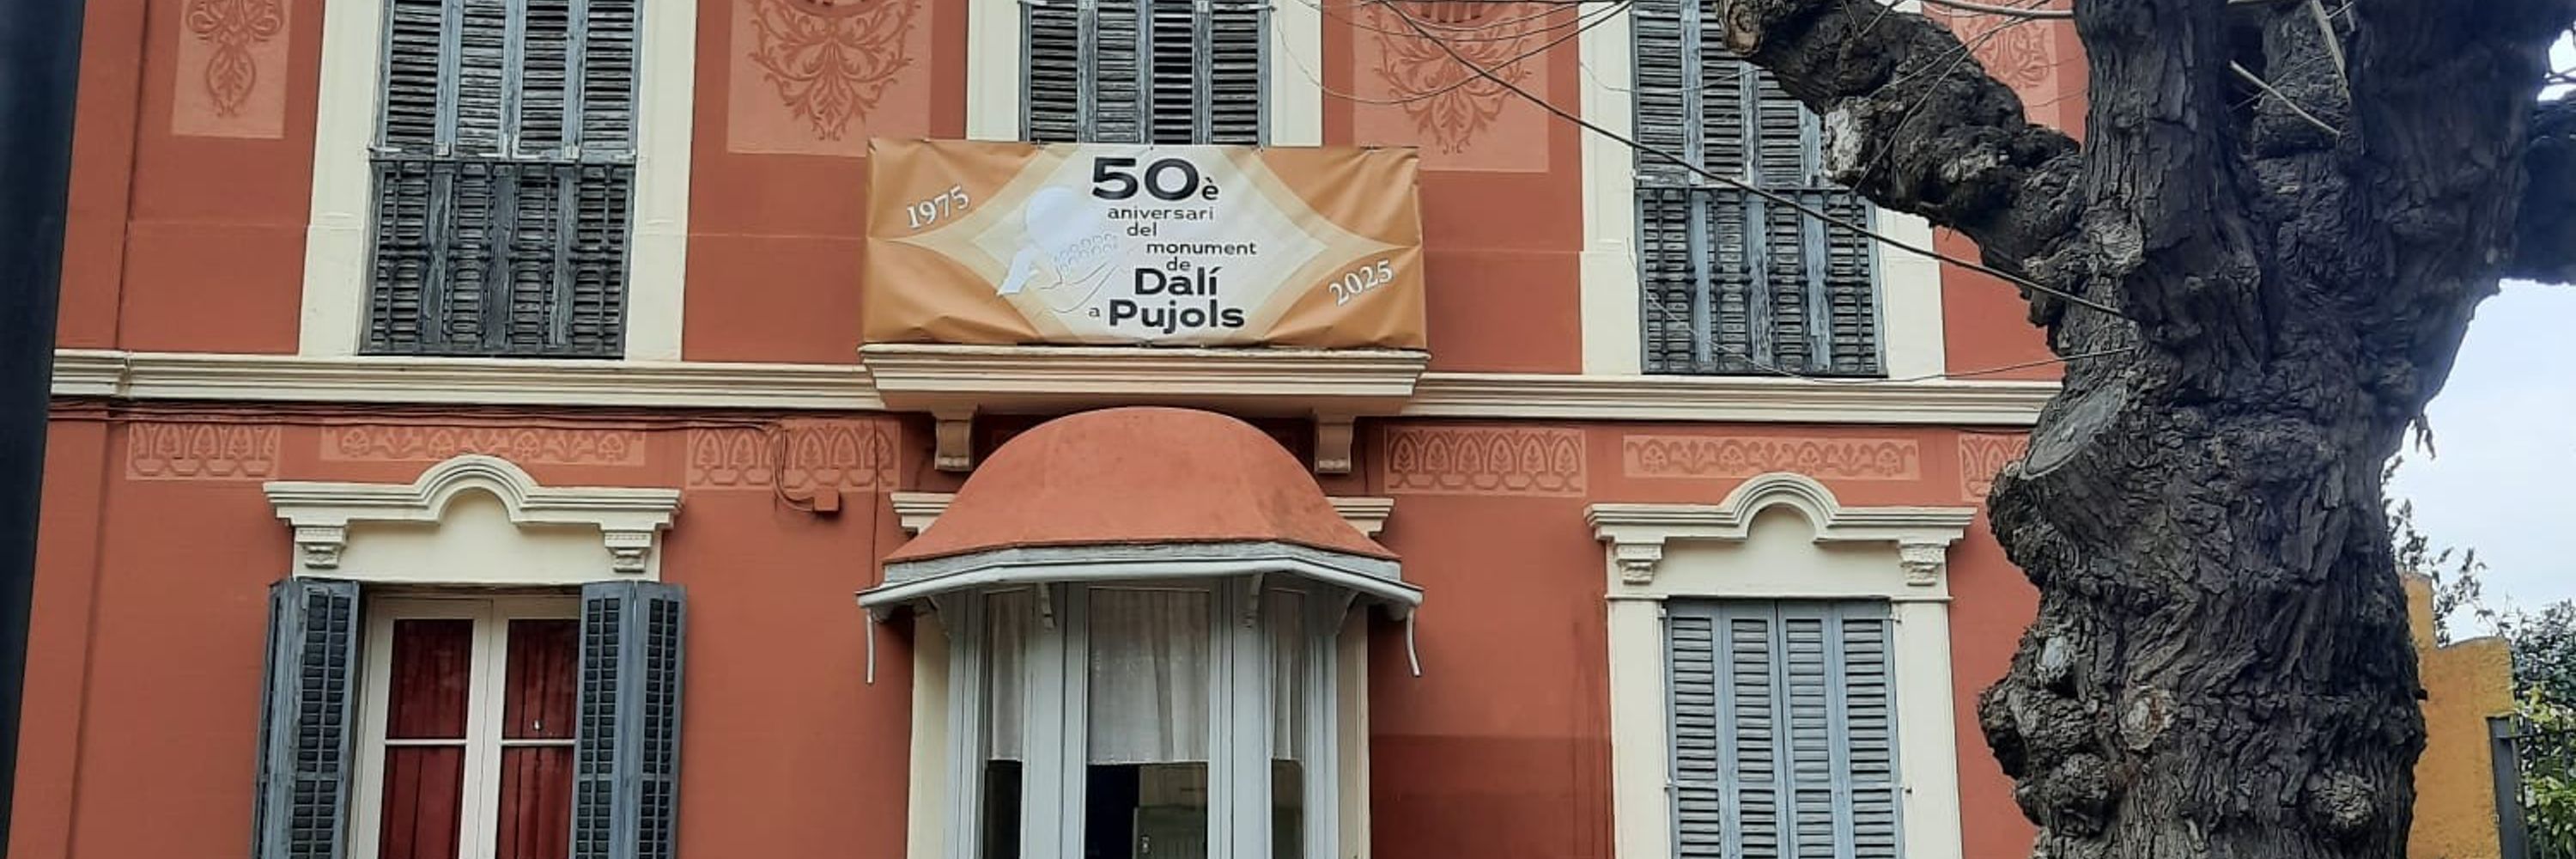 1975
50è
aniversari
del
monument
de
Dalí
a Pujols
2025